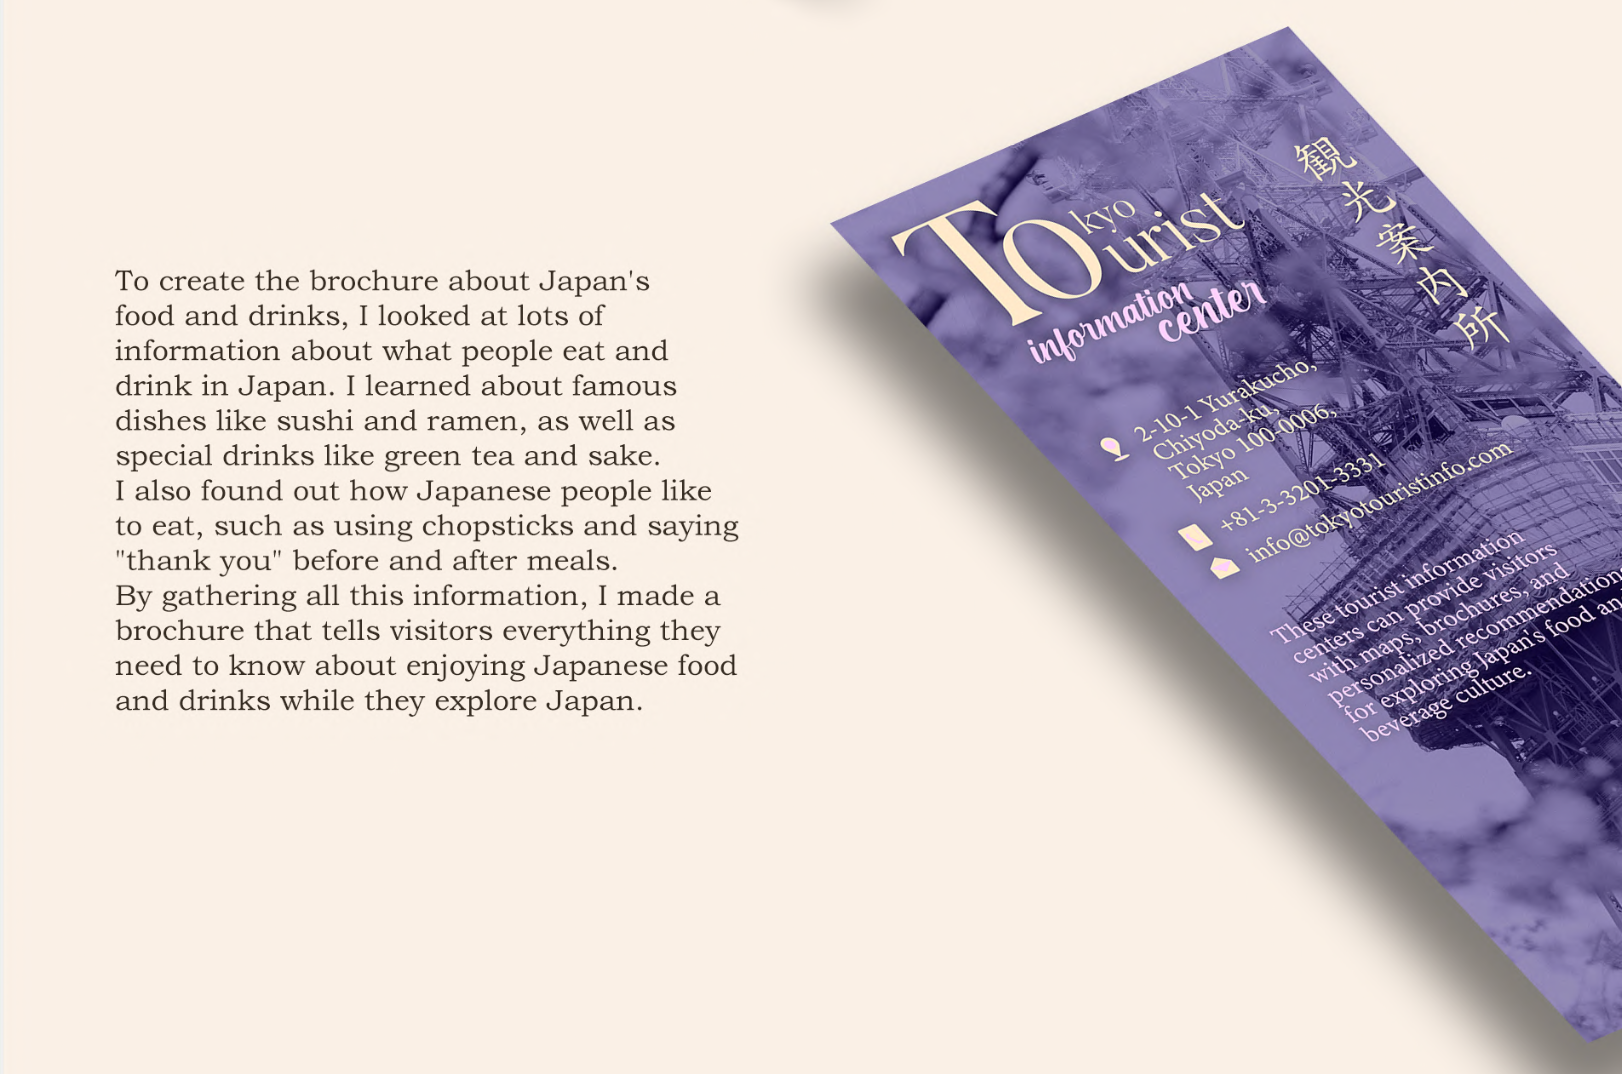 To create the brochure about Japan's
food and drinks, I looked at lots of
information about what people eat and
drink in Japan. I learned about famous
dishes like sushi and ramen, as well as
special drinks like green tea and sake.
I also found out how Japanese people like
to eat, such as using chopsticks and saying
"thank you" before and after meals.
By gathering all this information, I made a
brochure that tells visitors everything they
need to know about enjoying Japanese food
and drinks while they explore Japan.
Tokyo
Tourist
information
center
観光案内所
2-10-1 Yurakucho,
Chiyoda-ku,
Tokyo 100-0006,
Japan
+81-3-3201-3331
info@tokyotouristinfo.com
These tourist information
centers can provide visitors
with maps, brochures, and
personalized recommendations
for exploring Japan's food and
beverage culture.